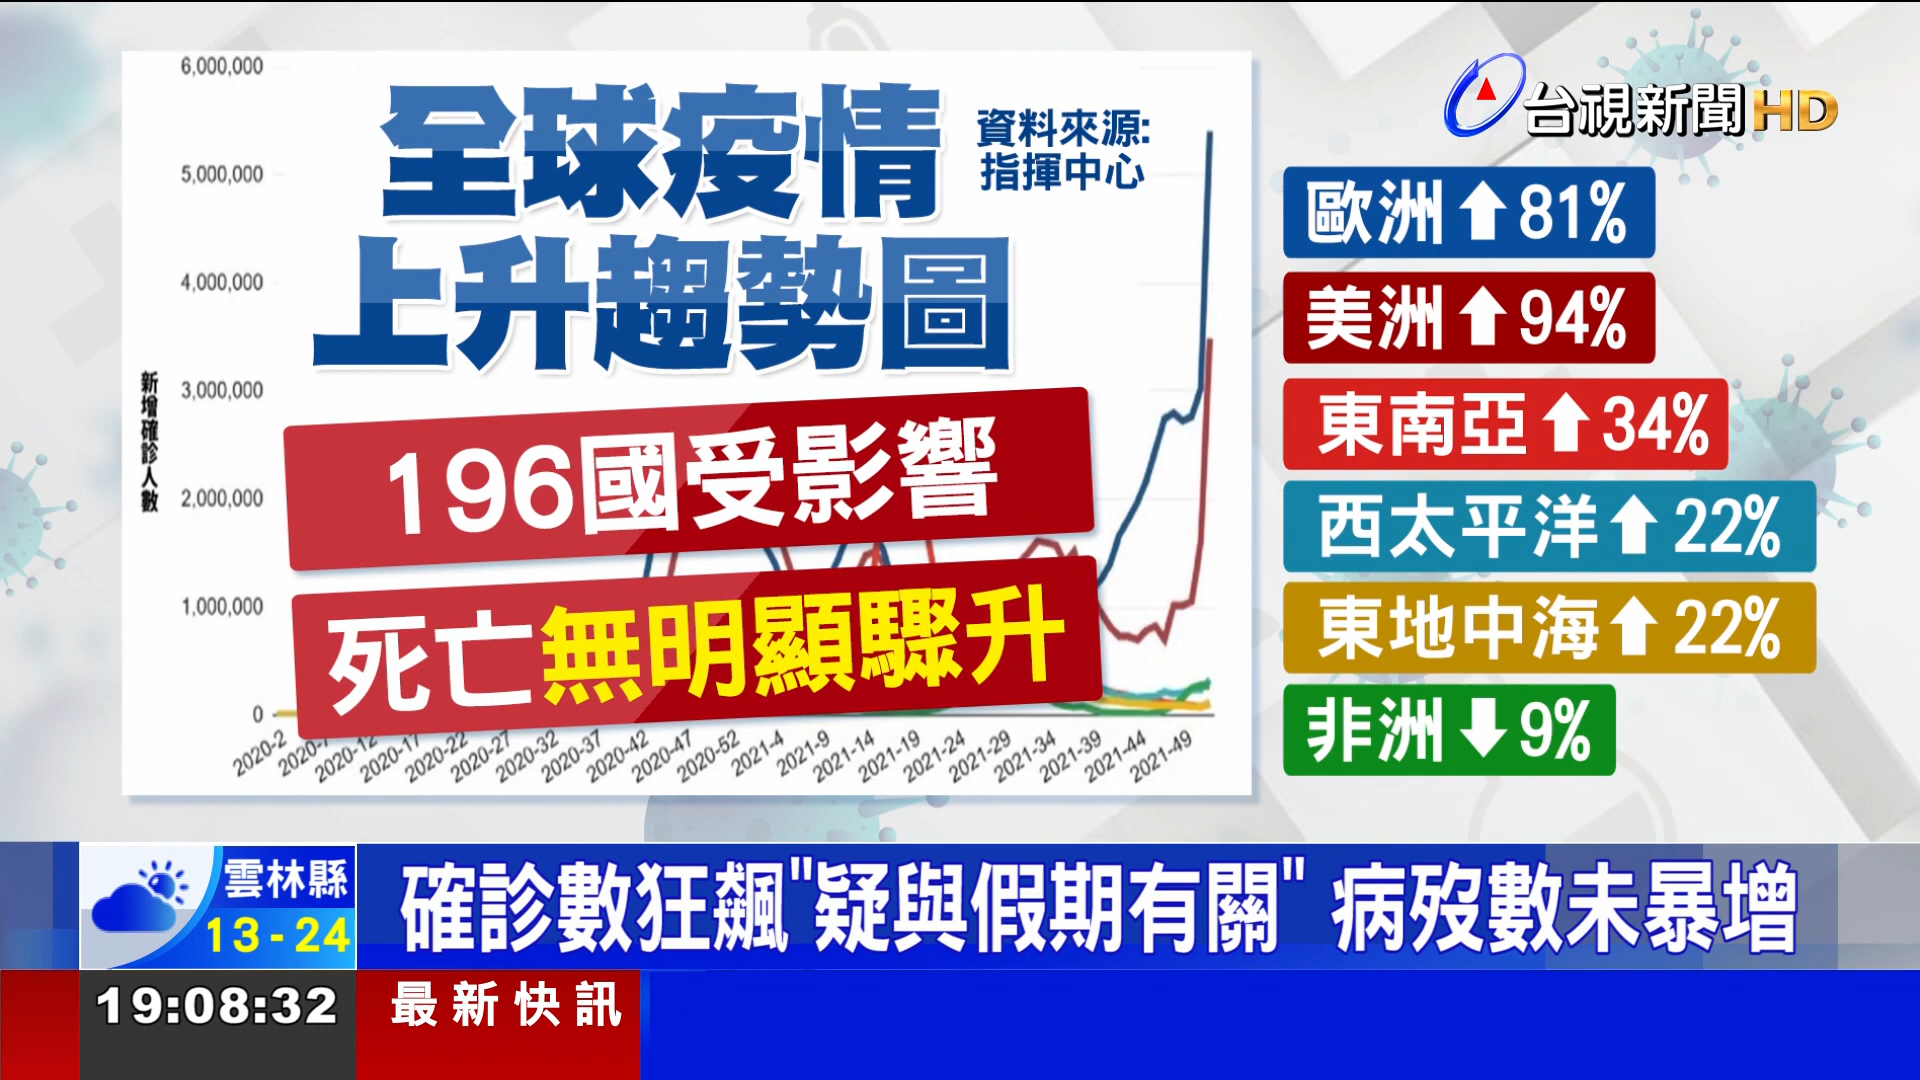 台視新聞HD
全球疫情
上升趨勢圖
資料來源:
指揮中心
196國受影響
死亡無明顯驟升
新增確診人數
6,000,000
5,000,000
4,000,000
3,000,000
2,000,000
1,000,000
0
2020-2
2020-7
2020-12
2020-17
2020-22
2020-27
2020-32
2020-37
2020-42
2020-47
2020-52
2021-4
2021-9
2021-14
2021-19
2021-24
2021-29
2021-34
2021-39
2021-44
2021-49
歐洲⬆81%
美洲⬆94%
東南亞⬆34%
西太平洋⬆22%
東地中海⬆22%
非洲⬇9%
雲林縣
13-24
確診數狂飆"疑與假期有關" 病歿數未暴增
19:08:32
最新快訊